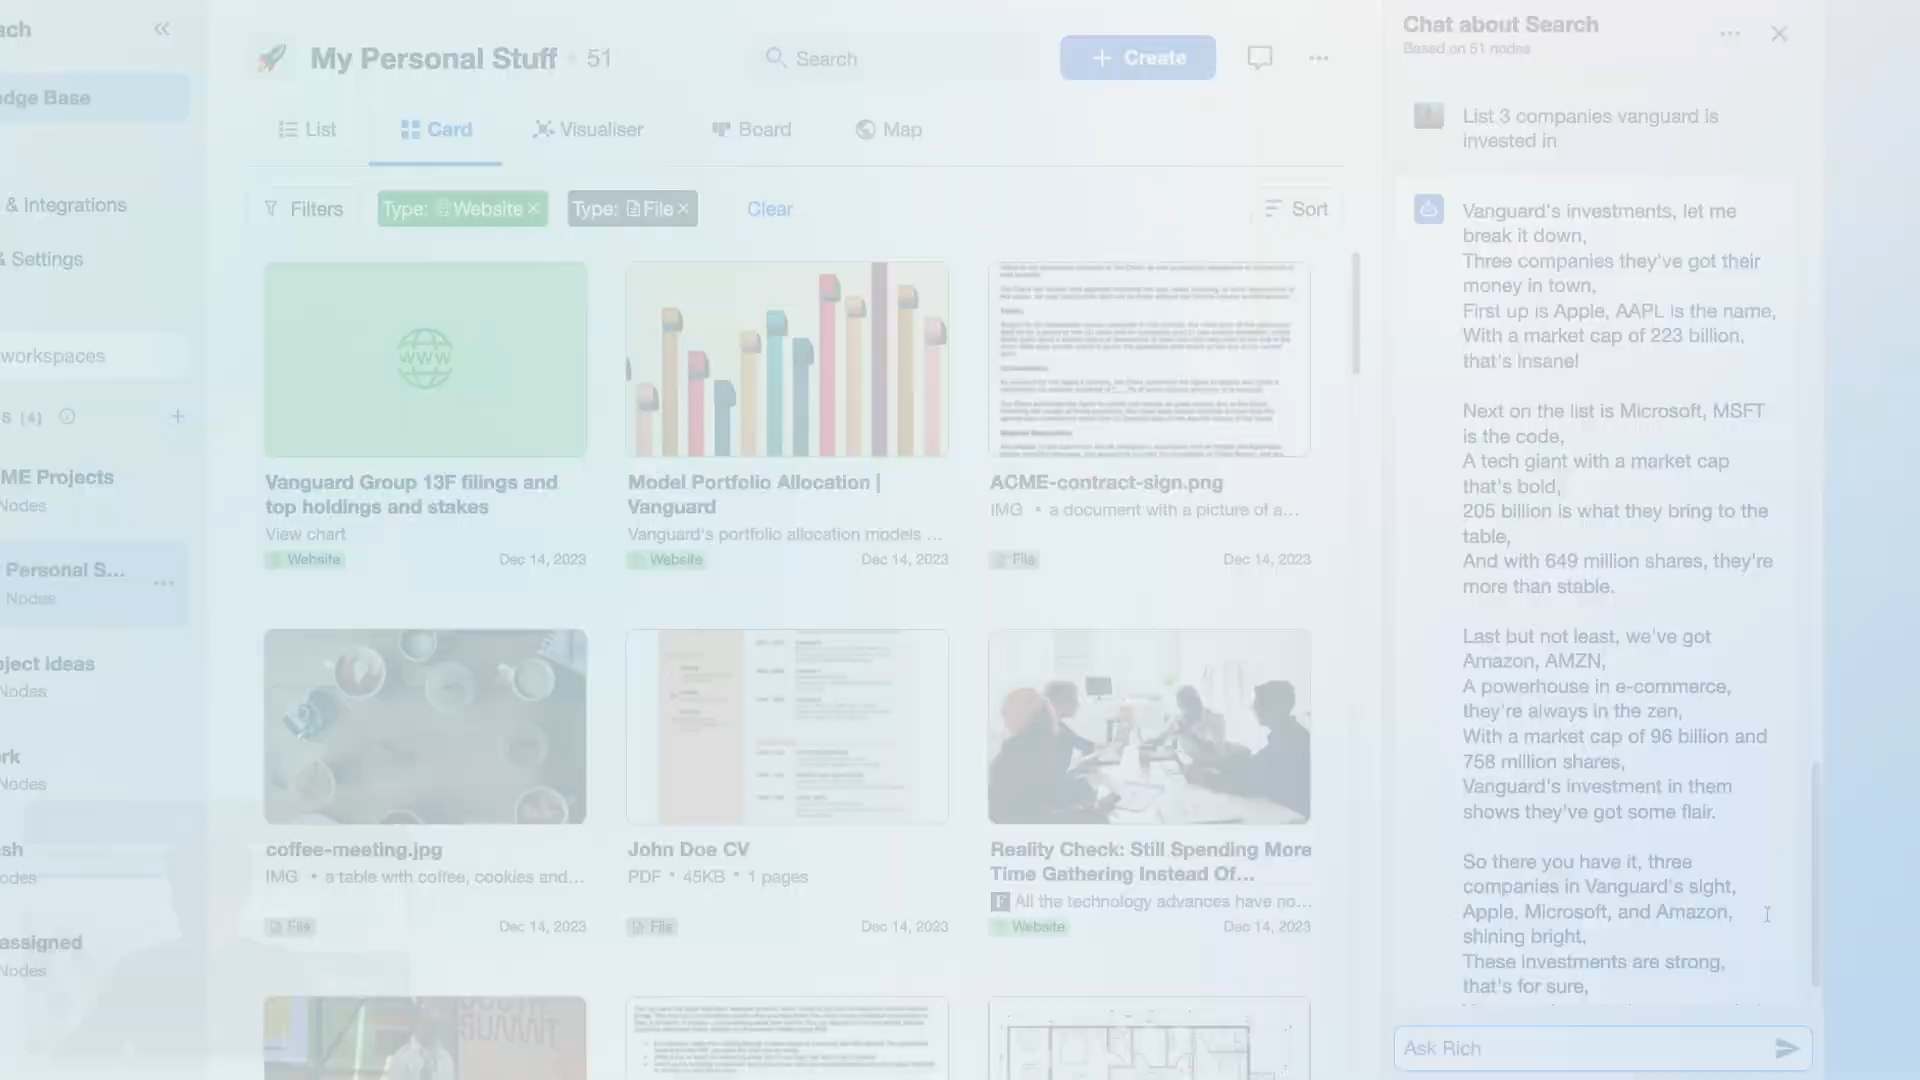 ach
dge Base
& Integrations
& Settings
workspaces
S (4)
ME Projects
Nodes
Personal S...
Nodes
ject Ideas
Nodes
rk
Nodes
sh
odes
assigned
Nodes
My Personal Stuff • 51
Search
Create
List
Card
Visualiser
Board
Map
Filters
Type: Website ×
Type: File ×
Clear
Sort
WWW
Vanguard Group 13F filings and
top holdings and stakes
View chart
Website
Dec 14, 2023
Model Portfolio Allocation |
Vanguard
Vanguard's portfolio allocation models ...
Website
Dec 14, 2023
ACME-contract-sign.png
IMG • a document with a picture of a...
File
Dec 14, 2023
coffee-meeting.jpg
IMG • a table with coffee, cookies and...
File
Dec 14, 2023
John Doe CV
PDF • 45KB • 1 pages
File
Dec 14, 2023
Reality Check: Still Spending More
Time Gathering Instead Of...
F All the technology advances have no...
Website
Dec 14, 2023
Chat about Search
Based on 51 nodes
List 3 companies vanguard is
invested in
Vanguard's investments, let me
break it down,
Three companies they've got their
money in town,
First up is Apple, AAPL is the name,
With a market cap of 223 billion,
that's insane!
Next on the list is Microsoft, MSFT
is the code,
A tech giant with a market cap
that's bold,
205 billion is what they bring to the
table,
And with 649 million shares, they're
more than stable.
Last but not least, we've got
Amazon, AMZN,
A powerhouse in e-commerce,
they're always in the zen,
With a market cap of 96 billion and
758 million shares,
Vanguard's investment in them
shows they've got some flair.
So there you have it, three
companies in Vanguard's sight,
Apple, Microsoft, and Amazon,
shining bright,
These investments are strong,
that's for sure,
Ask Rich